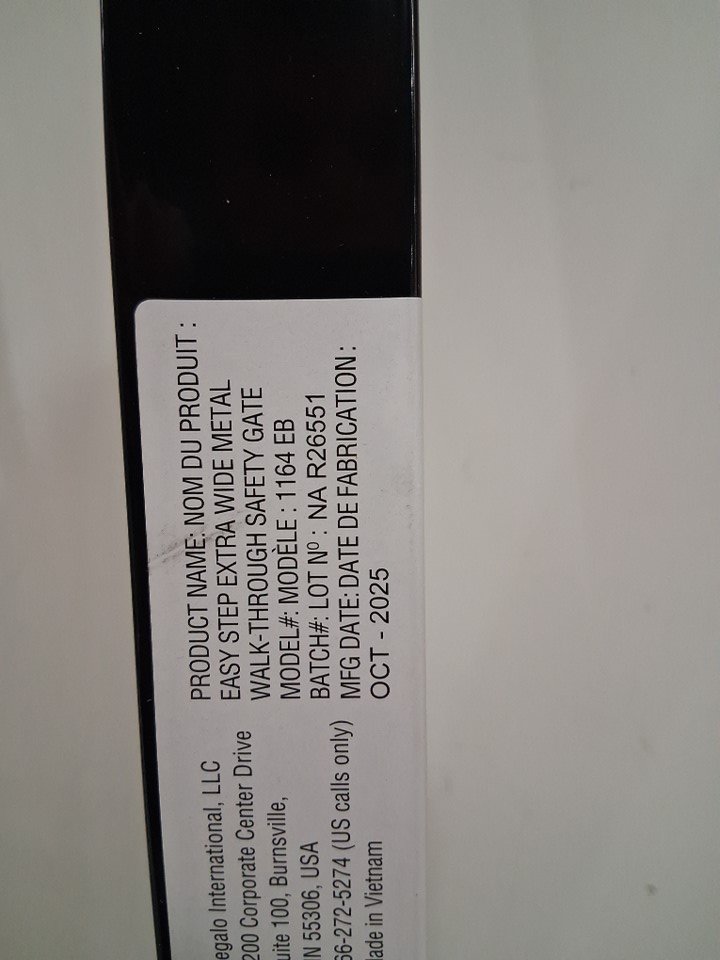 PRODUCT NAME: NOM DU PRODUIT :
EASY STEP EXTRA WIDE METAL
WALK-THROUGH SAFETY GATE
MODEL#: MODÈLE : 1164 EB
BATCH#: LOT Nº : NA R26551
MFG DATE: DATE DE FABRICATION :
OCT - 2025
egalo International, LLC
200 Corporate Center Drive
uite 100, Burnsville,
N 55306, USA
66-272-5274 (US calls only)
ade in Vietnam